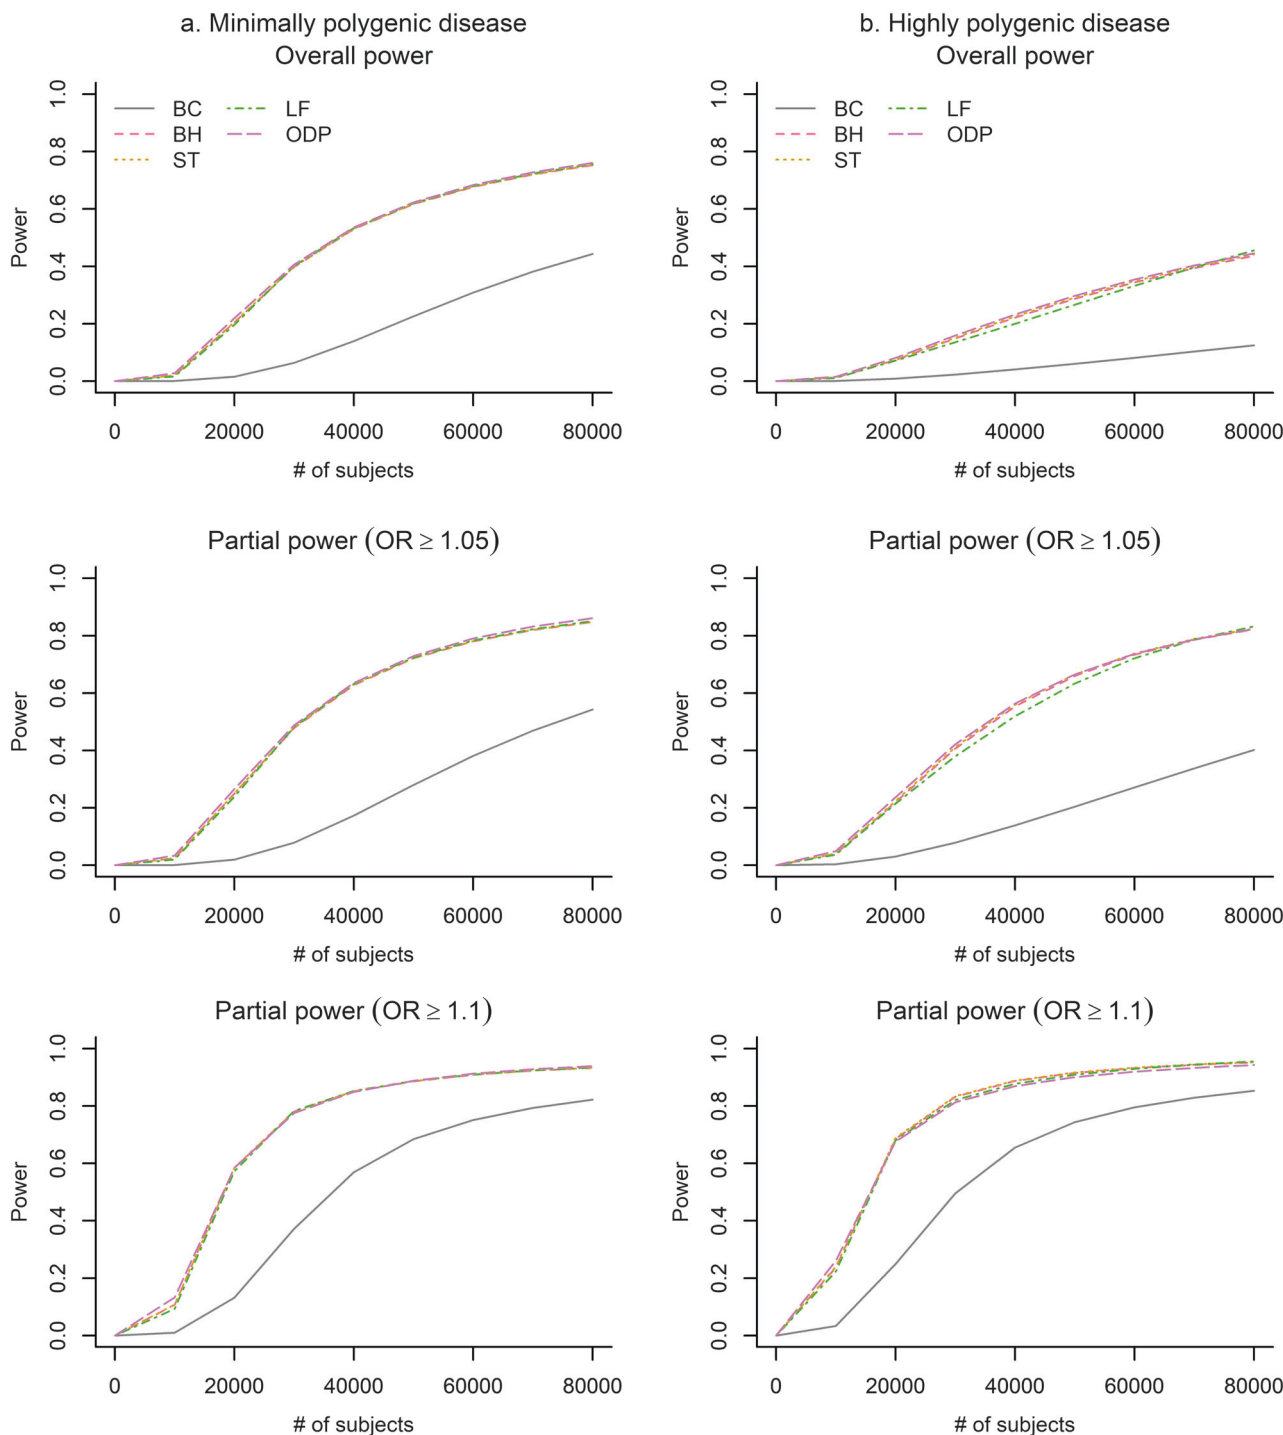 a. Minimally polygenic disease
Overall power
BC
BH
ST
LF
ODP
Power
1.0
0.8
0.6
0.4
0.2
0.0
0 20000 40000 60000 80000
# of subjects
b. Highly polygenic disease
Overall power
BC
BH
ST
LF
ODP
Power
1.0
0.8
0.6
0.4
0.2
0.0
0 20000 40000 60000 80000
# of subjects
Partial power (OR ≥ 1.05)
Power
1.0
0.8
0.6
0.4
0.2
0.0
0 20000 40000 60000 80000
# of subjects
Partial power (OR ≥ 1.05)
Power
1.0
0.8
0.6
0.4
0.2
0.0
0 20000 40000 60000 80000
# of subjects
Partial power (OR ≥ 1.1)
Power
1.0
0.8
0.6
0.4
0.2
0.0
0 20000 40000 60000 80000
# of subjects
Partial power (OR ≥ 1.1)
Power
1.0
0.8
0.6
0.4
0.2
0.0
0 20000 40000 60000 80000
# of subjects